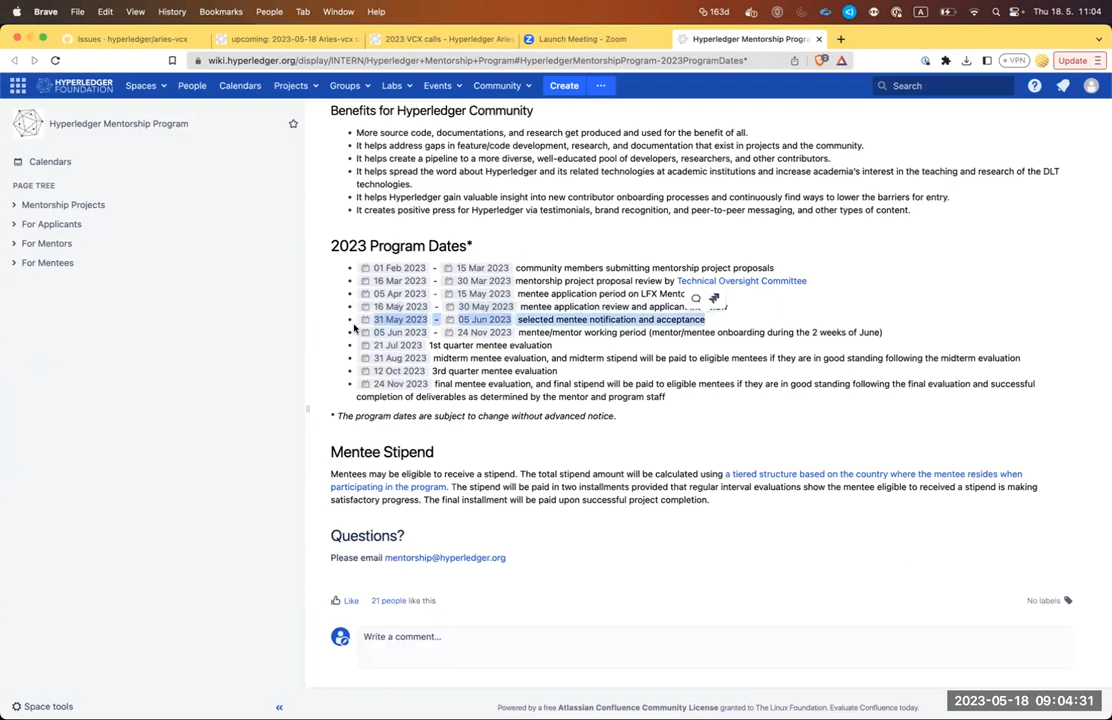 Brave File Edit View History Bookmarks People Tab Window Help 163d A Thu 18. 5. 11:04
Issues · hyperledger/aries-vcx upcoming: 2023-05-18 Aries-vcx c 2023 VCX calls - Hyperledger Arie Launch Meeting - Zoom Hyperledger Mentorship Progra
wiki.hyperledger.org/display/INTERN/Hyperledger+Mentorship+Program#HyperledgerMentorshipProgram-2023ProgramDates* VPN Update
HYPERLEDGER FOUNDATION Spaces People Calendars Projects Groups Labs Events Community Create ··· Search
Hyperledger Mentorship Program
Calendars
PAGE TREE
Mentorship Projects
For Applicants
For Mentors
For Mentees
Benefits for Hyperledger Community
• More source code, documentations, and research get produced and used for the benefit of all.
• It helps address gaps in feature/code development, research, and documentation that exist in projects and the community.
• It helps create a pipeline to a more diverse, well-educated pool of developers, researchers, and other contributors.
• It helps spread the word about Hyperledger and its related technologies at academic institutions and increase academia's interest in the teaching and research of the DLT
technologies.
• It helps Hyperledger gain valuable insight into new contributor onboarding processes and continuously find ways to lower the barriers for entry.
• It creates positive press for Hyperledger via testimonials, brand recognition, and peer-to-peer messaging, and other types of content.
2023 Program Dates*
• 01 Feb 2023 - 15 Mar 2023 community members submitting mentorship project proposals
• 16 Mar 2023 - 30 Mar 2023 mentorship project proposal review by Technical Oversight Committee
• 05 Apr 2023 - 15 May 2023 mentee application period on LFX Mento
• 16 May 2023 - 30 May 2023 mentee application review and applican
• 31 May 2023 - 05 Jun 2023 selected mentee notification and acceptance
• 05 Jun 2023 - 24 Nov 2023 mentee/mentor working period (mentor/mentee onboarding during the 2 weeks of June)
• 21 Jul 2023 1st quarter mentee evaluation
• 31 Aug 2023 midterm mentee evaluation, and midterm stipend will be paid to eligible mentees if they are in good standing following the midterm evaluation
• 12 Oct 2023 3rd quarter mentee evaluation
• 24 Nov 2023 final mentee evaluation, and final stipend will be paid to eligible mentees if they are in good standing following the final evaluation and successful
completion of deliverables as determined by the mentor and program staff
* The program dates are subject to change without advanced notice.
Mentee Stipend
Mentees may be eligible to receive a stipend. The total stipend amount will be calculated using a tiered structure based on the country where the mentee resides when
participating in the program. The stipend will be paid in two installments provided that regular interval evaluations show the mentee eligible to received a stipend is making
satisfactory progress. The final installment will be paid upon successful project completion.
Questions?
Please email mentorship@hyperledger.org
Like 21 people like this No labels
Write a comment…
Space tools «
Powered by a free Atlassian Confluence Community License granted to The Linux Foundation. Evaluate Confluence today.
2023-05-18 09:04:31